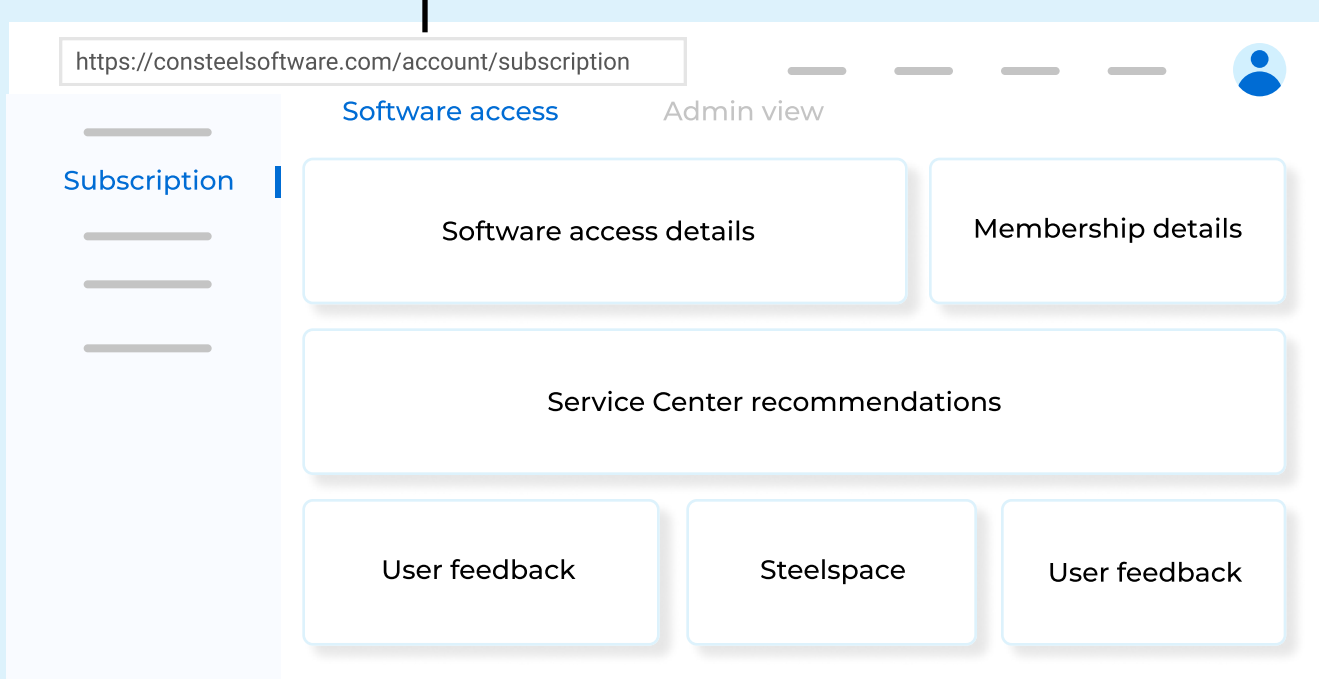 https://consteelsoftware.com/account/subscription
Software access
Admin view
Subscription
Software access details
Membership details
Service Center recommendations
User feedback
Steelspace
User feedback